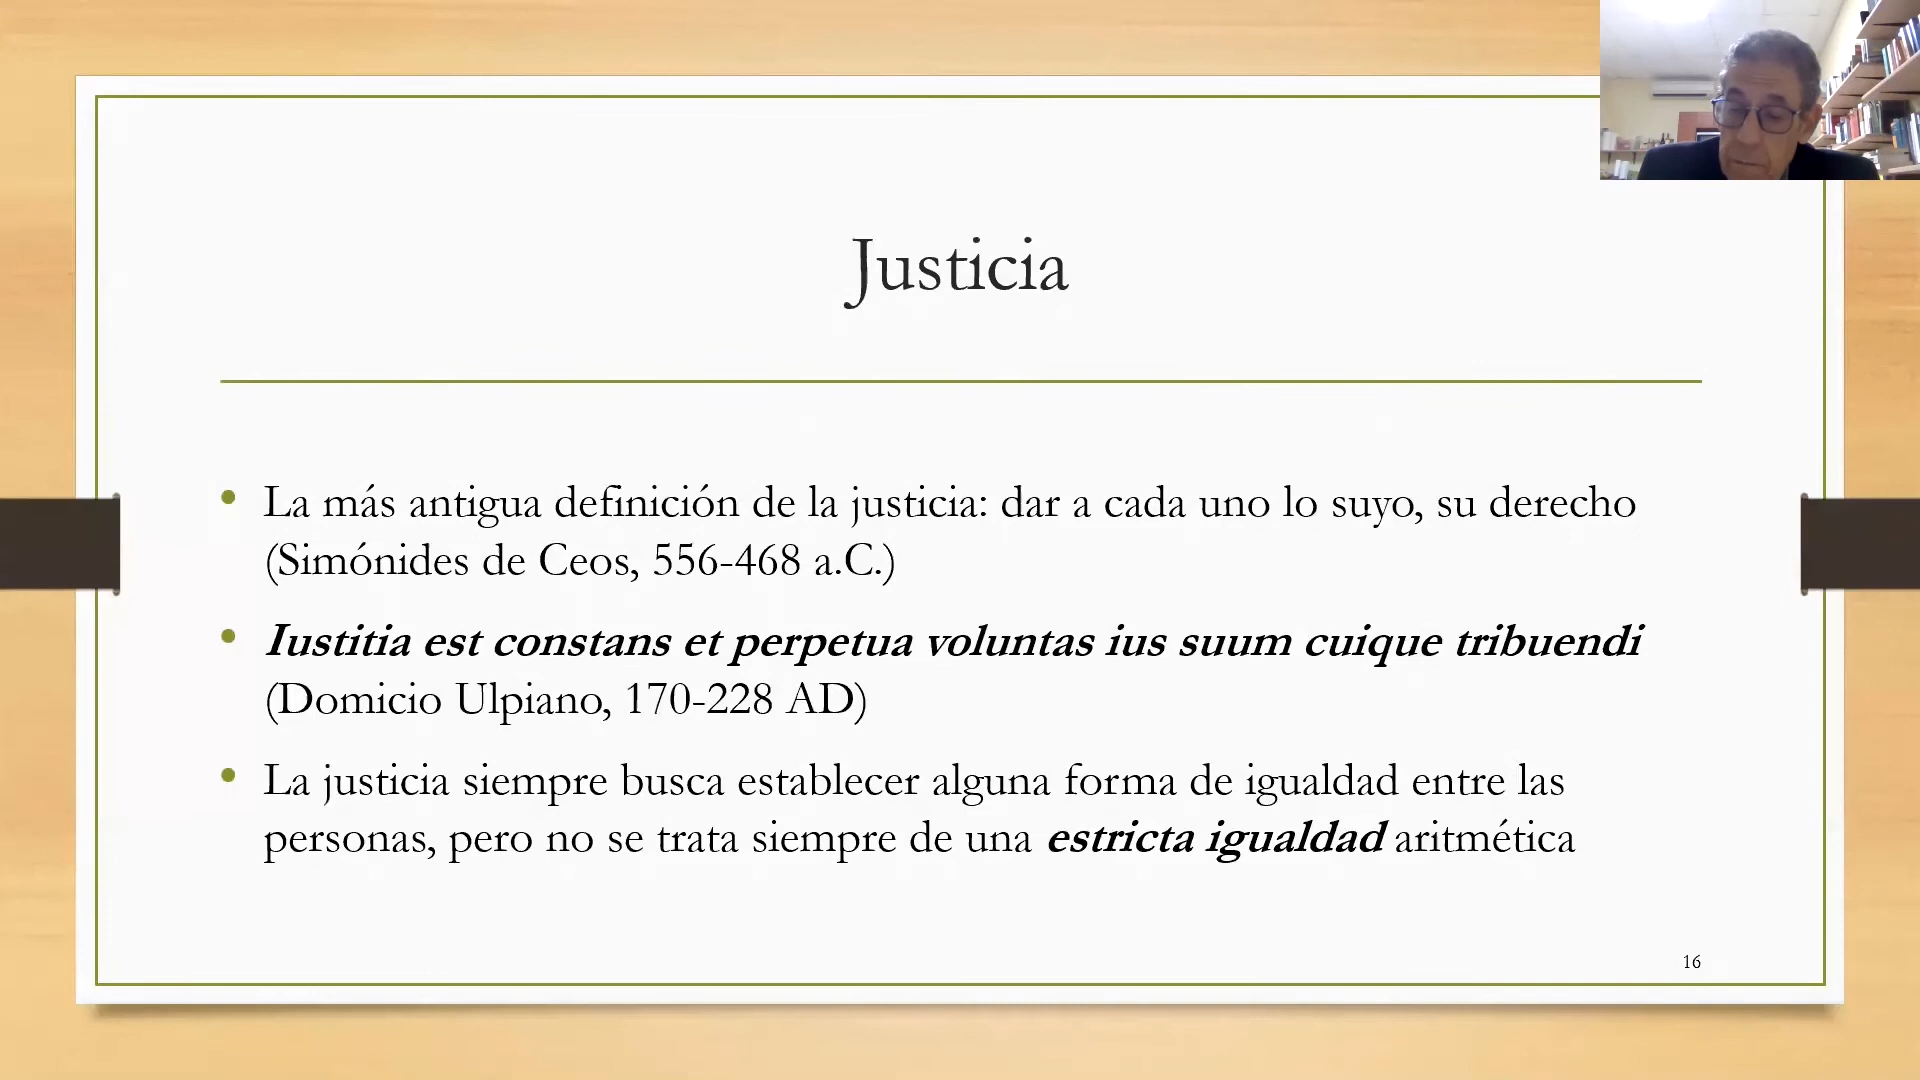 Justicia
La más antigua definición de la justicia: dar a cada uno lo suyo, su derecho
(Simónides de Ceos, 556-468 a.C.)
Iustitia est constans et perpetua voluntas ius suum cuique tribuendi
(Domicio Ulpiano, 170-228 AD)
La justicia siempre busca establecer alguna forma de igualdad entre las
personas, pero no se trata siempre de una estricta igualdad aritmética
16